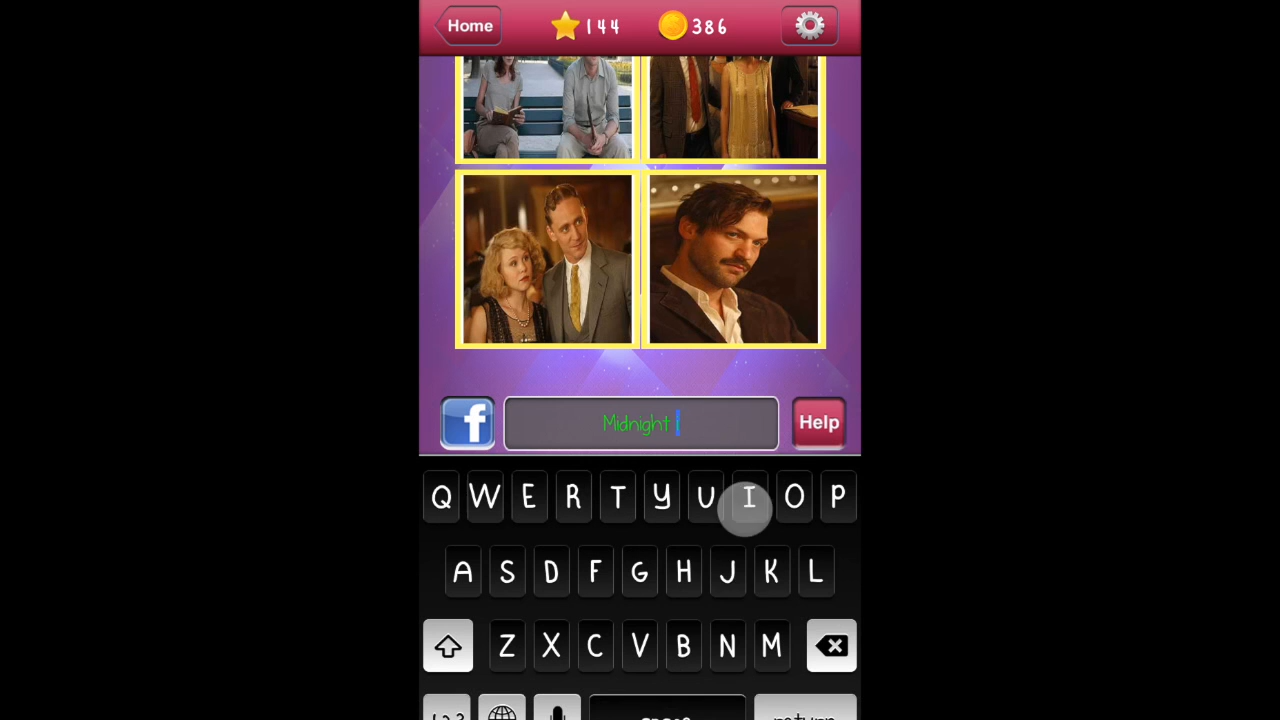 Home 144 386
f Midnight Help
Q W E R T Y U I O P
A S D F G H J K L
Z X C V B N M